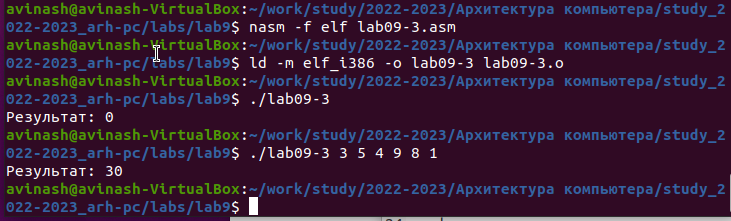 avinash@avinash-VirtualBox:~/work/study/2022-2023/Архитектура компьютера/study_2
022-2023_arh-pc/labs/lab9$ nasm -f elf lab09-3.asm
avinash@avinash-VirtualBox:~/work/study/2022-2023/Архитектура компьютера/study_2
022-2023_arh-pc/labs/lab9$ ld -m elf_i386 -o lab09-3 lab09-3.o
avinash@avinash-VirtualBox:~/work/study/2022-2023/Архитектура компьютера/study_2
022-2023_arh-pc/labs/lab9$ ./lab09-3
Результат: 0
avinash@avinash-VirtualBox:~/work/study/2022-2023/Архитектура компьютера/study_2
022-2023_arh-pc/labs/lab9$ ./lab09-3 3 5 4 9 8 1
Результат: 30
avinash@avinash-VirtualBox:~/work/study/2022-2023/Архитектура компьютера/study_2
022-2023_arh-pc/labs/lab9$